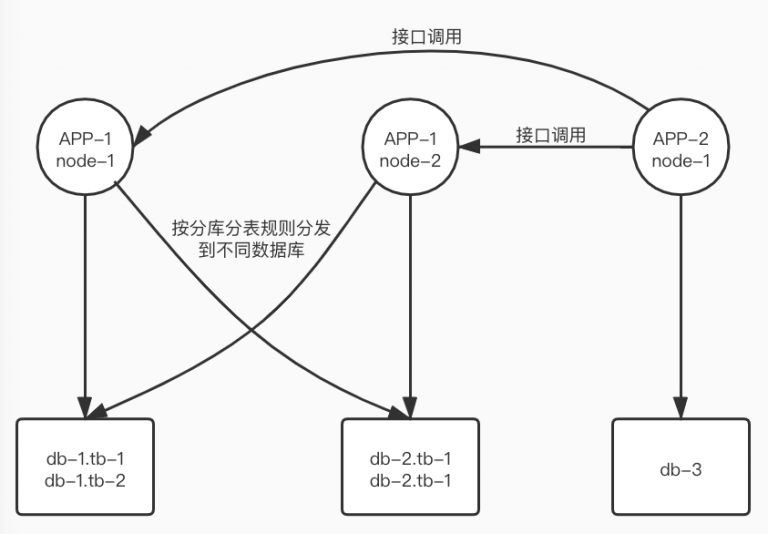 接口调用
APP-1
node-1
APP-1
node-2
接口调用
APP-2
node-1
按分库分表规则分发
到不同数据库
db-1.tb-1
db-1.tb-2
db-2.tb-1
db-2.tb-1
db-3